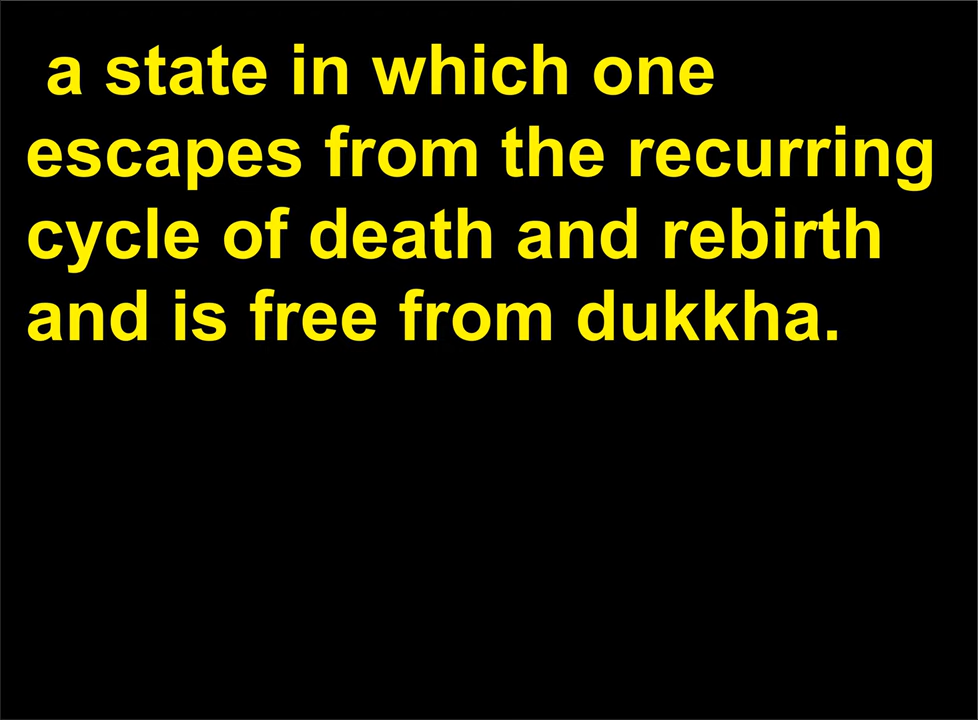 a state in which one
escapes from the recurring
cycle of death and rebirth
and is free from dukkha.